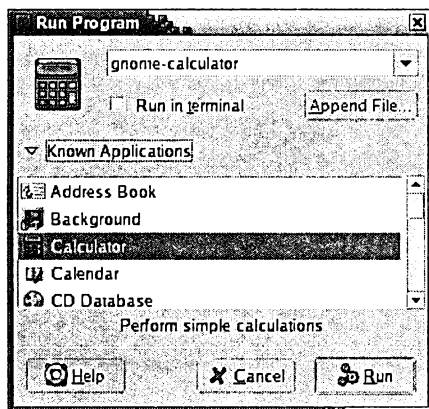 Run Program
gnome-calculator
Run in terminal
Append File...
Known Applications
Address Book
Background
Calculator
Calendar
CD Database
Perform simple calculations
Help
Cancel
Run